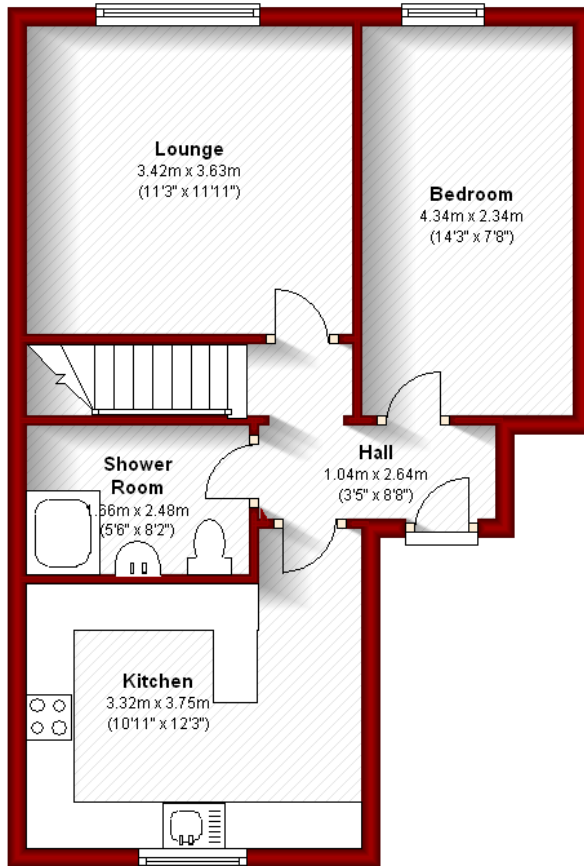 Lounge
3.42m x 3.63m
(11'3" x 11'11")
Bedroom
4.34m x 2.34m
(14'3" x 7'8")
Hall
1.04m x 2.64m
(3'5" x 8'8")
Shower
Room
1.66m x 2.48m
(5'6" x 8'2")
Kitchen
3.32m x 3.75m
(10'11" x 12'3")